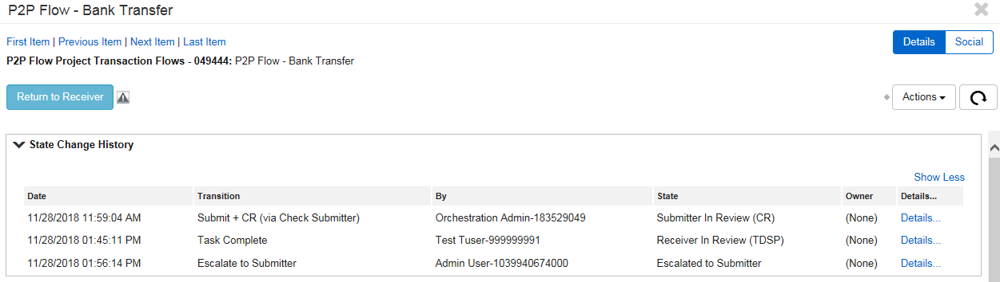 P2P Flow - Bank Transfer
First Item | Previous Item | Next Item | Last Item
Details Social
P2P Flow Project Transaction Flows - 049444: P2P Flow - Bank Transfer
Return to Receiver
Actions
State Change History
Show Less
Date Transition By State Owner Details...
11/28/2018 11:59:04 AM Submit + CR (via Check Submitter) Orchestration Admin-183529049 Submitter In Review (CR) (None) Details...
11/28/2018 01:45:11 PM Task Complete Test Tuser-999999991 Receiver In Review (TDSP) (None) Details...
11/28/2018 01:56:14 PM Escalate to Submitter Admin User-1039940674000 Escalated to Submitter (None) Details...